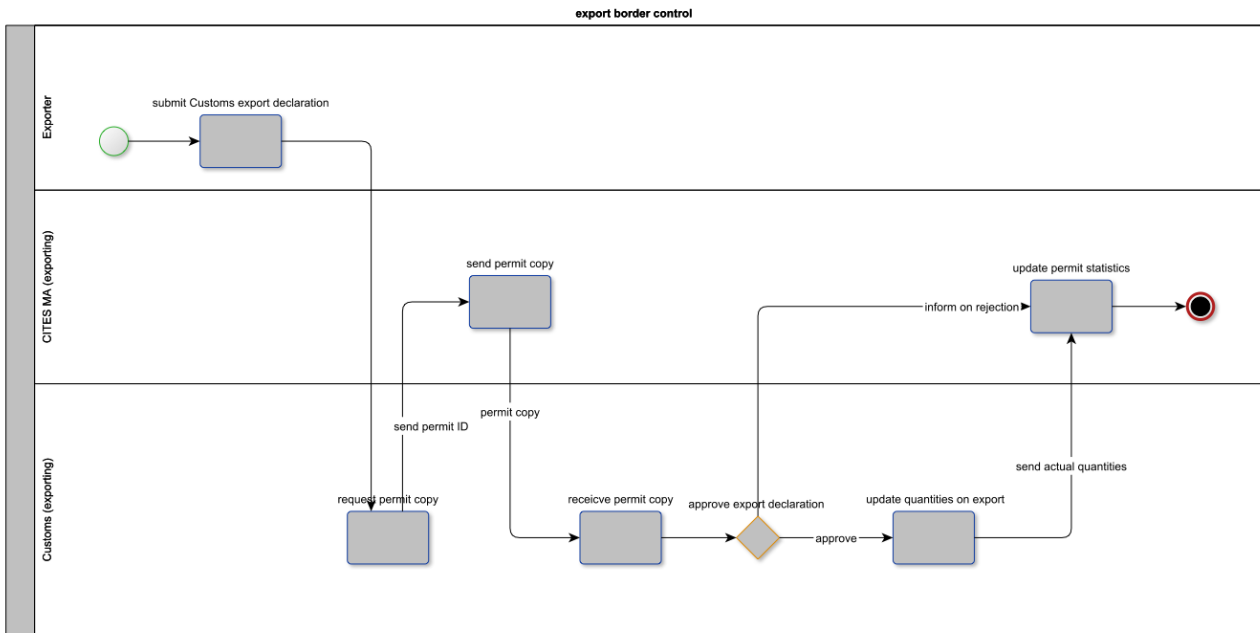 export border control
Exporter
submit Customs export declaration
CITES MA (exporting)
send permit copy
update permit statistics
inform on rejection
Customs (exporting)
permit copy
send permit ID
send actual quantities
request permit copy
receicve permit copy
approve export declaration
update quantities on export
approve